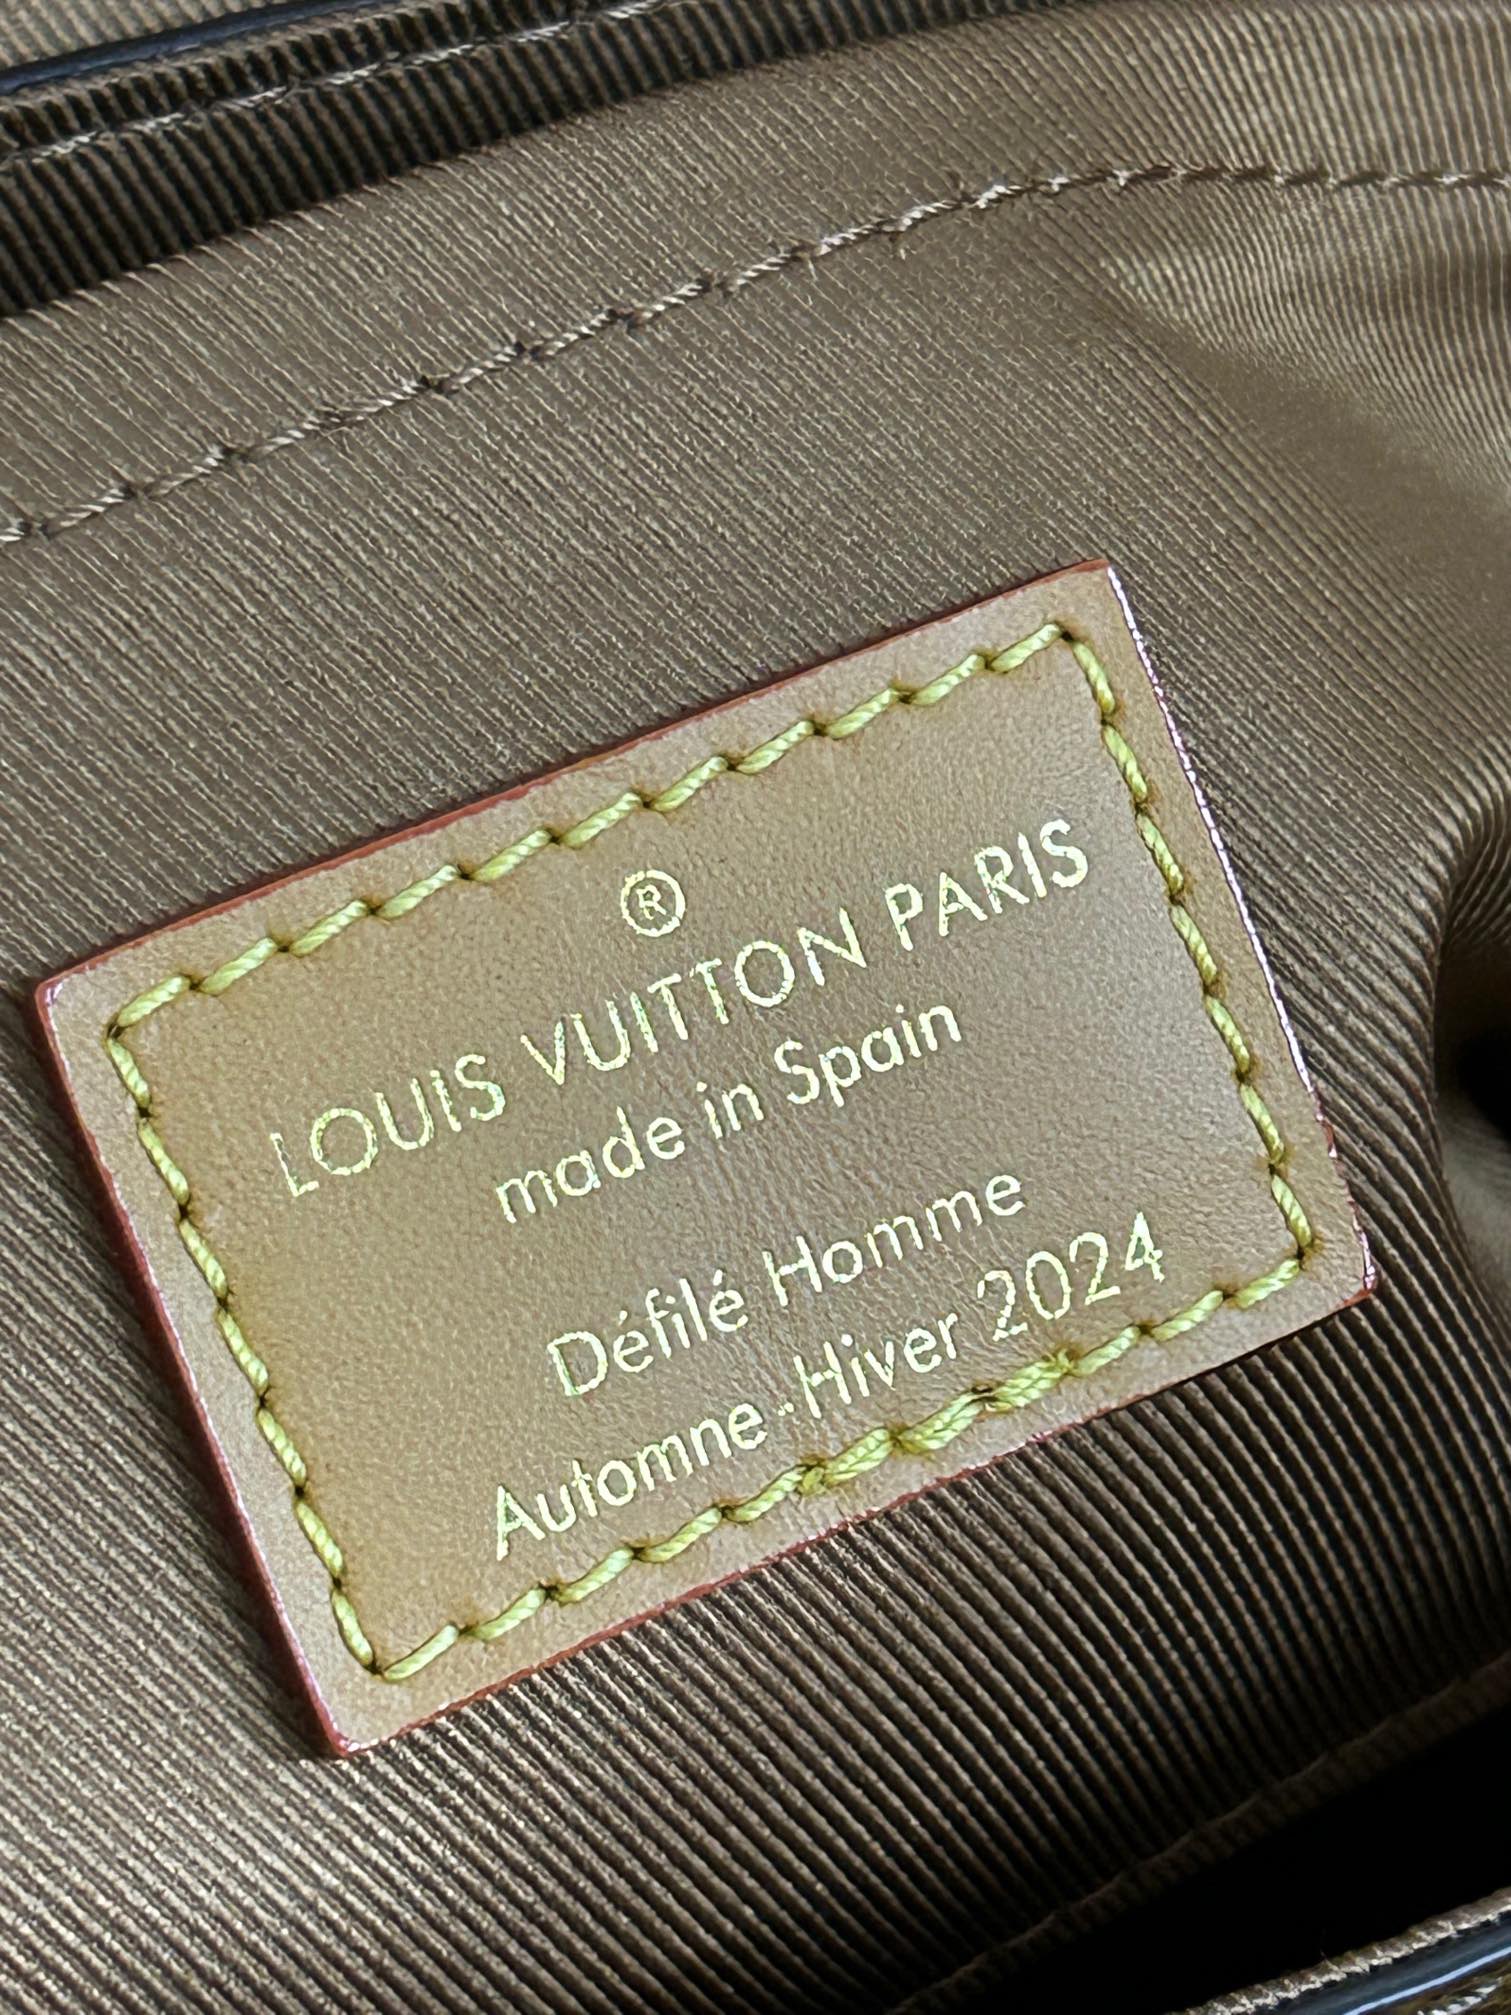 ®
LOUIS VUITTON PARIS
made in Spain
Défilé Homme
Automne-Hiver 2024